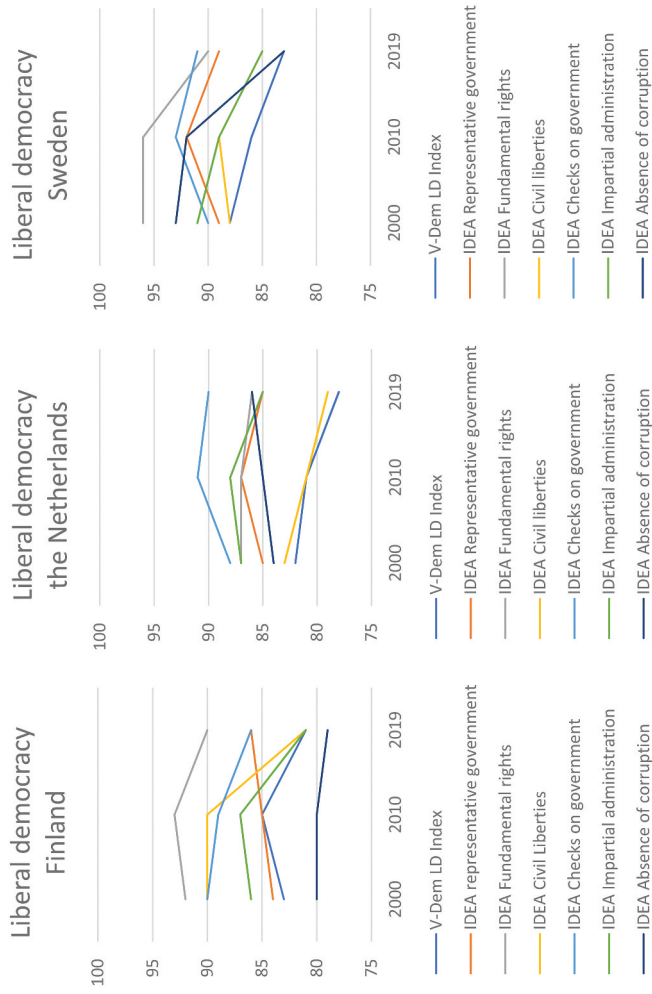 Liberal democracy
Finland
100
95
90
85
80
75
2000
2010
2019
V-Dem LD Index
IDEA representative government
IDEA Fundamental rights
IDEA Civil Liberties
IDEA Checks on government
IDEA Impartial administration
IDEA Absence of corruption
Liberal democracy
the Netherlands
100
95
90
85
80
75
2000
2010
2019
V-Dem LD Index
IDEA Representative government
IDEA Fundamental rights
IDEA Civil liberties
IDEA Checks on government
IDEA Impartial administration
IDEA Absence of corruption
Liberal democracy
Sweden
100
95
90
85
80
75
2000
2010
2019
V-Dem LD Index
IDEA Representative government
IDEA Fundamental rights
IDEA Civil liberties
IDEA Checks on government
IDEA Impartial administration
IDEA Absence of corruption